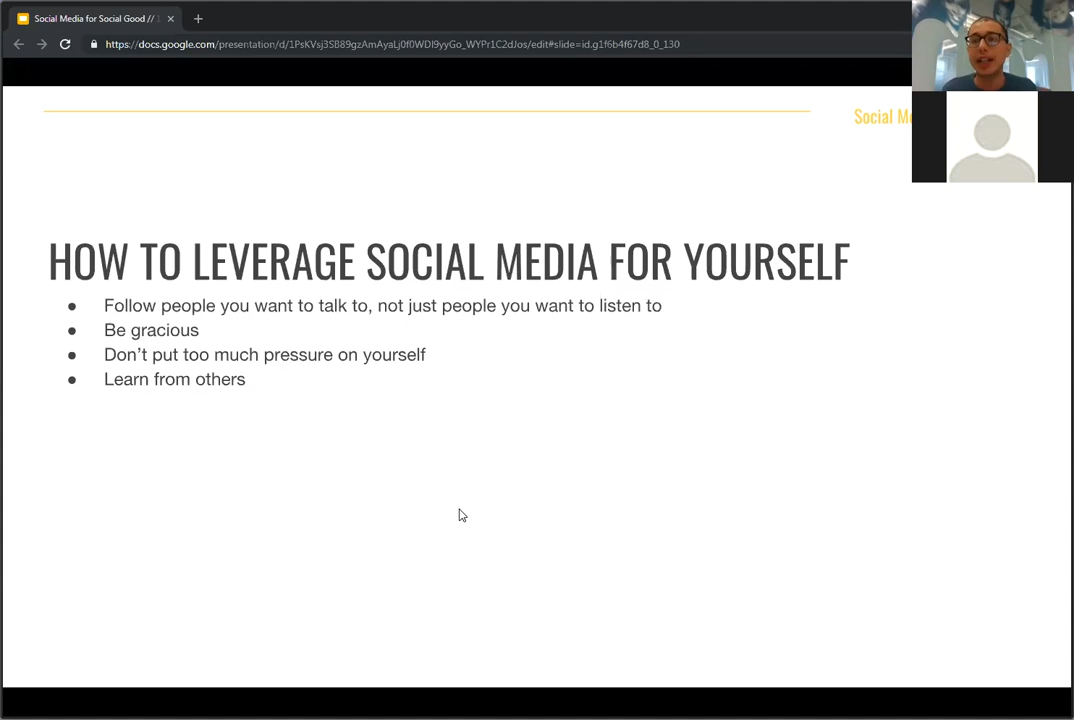 Social Media for Social Good //
https://docs.google.com/presentation/d/1PsKVsj3SB89gzAmAyaLj0f0WDI9yyGo_WYPr1C2dJos/edit#slide=id.g1f6b4f67d8_0_130
Social
HOW TO LEVERAGE SOCIAL MEDIA FOR YOURSELF
● Follow people you want to talk to, not just people you want to listen to
● Be gracious
● Don’t put too much pressure on yourself
● Learn from others